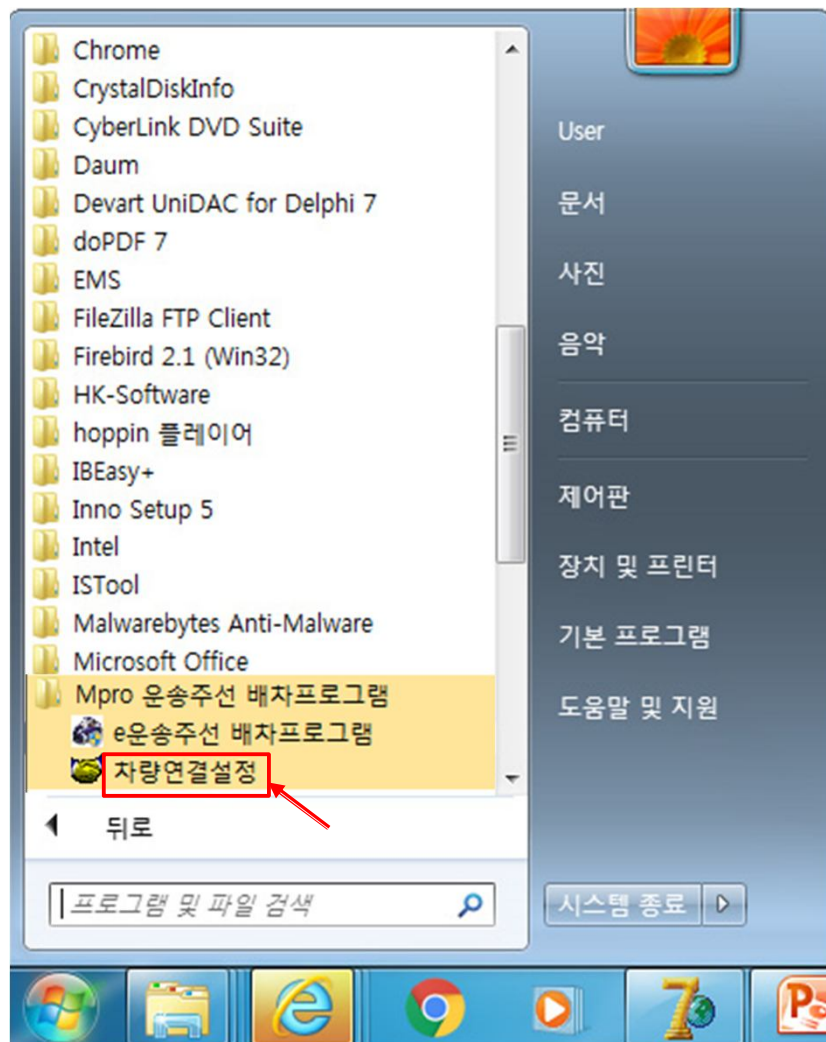 Chrome
CrystalDiskInfo
CyberLink DVD Suite
Daum
Devart UniDAC for Delphi 7
doPDF 7
EMS
FileZilla FTP Client
Firebird 2.1 (Win32)
HK-Software
hoppin 플레이어
IBEasy+
Inno Setup 5
Intel
ISTool
Malwarebytes Anti-Malware
Microsoft Office
Mpro 운송주선 배차프로그램
e운송주선 배차프로그램
차량연결설정
뒤로
프로그램 및 파일 검색
User
문서
사진
음악
컴퓨터
제어판
장치 및 프린터
기본 프로그램
도움말 및 지원
시스템 종료